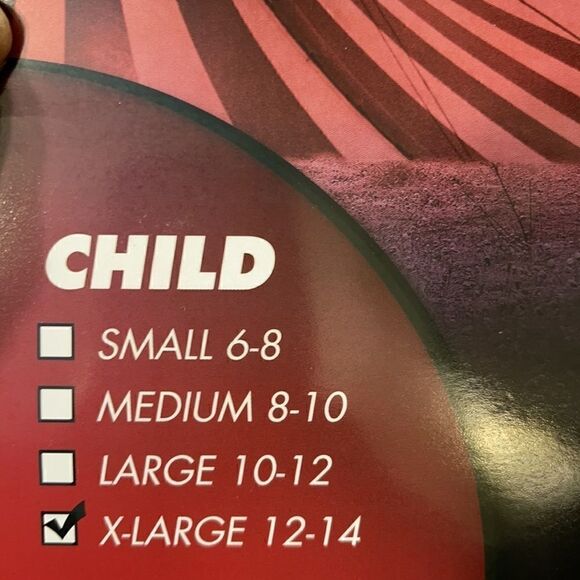 CHILD
SMALL 6-8
MEDIUM 8-10
LARGE 10-12
X-LARGE 12-14